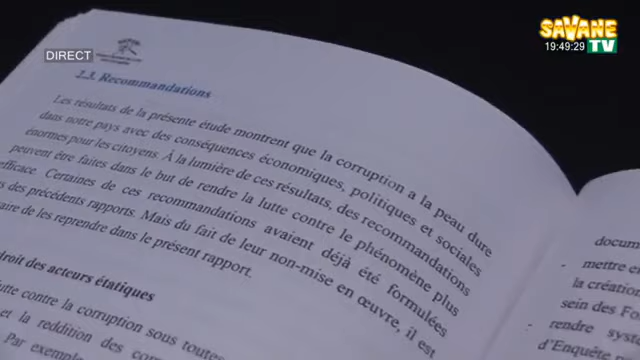 DIRECT
SAVANE
TV
19:49:29
2.3. Recommandations
Les résultats de la présente étude montrent que la corruption a la peau dure
dans notre pays avec des conséquences économiques, politiques et sociales
énormes pour les citoyens. À la lumière de ces résultats, des recommandations
peuvent être faites dans le but de rendre la lutte contre le phénomène plus
efficace. Certaines de ces recommandations avaient déjà été formulées
s des précédents rapports. Mais du fait de leur non-mise en œuvre, il est
aire de les reprendre dans le présent rapport.
droit des acteurs étatiques
utte contre la corruption sous toutes
et la reddition des
Par exemple
docum
mettre e
la création
sein des Fo
rendre syst
d'Enquête